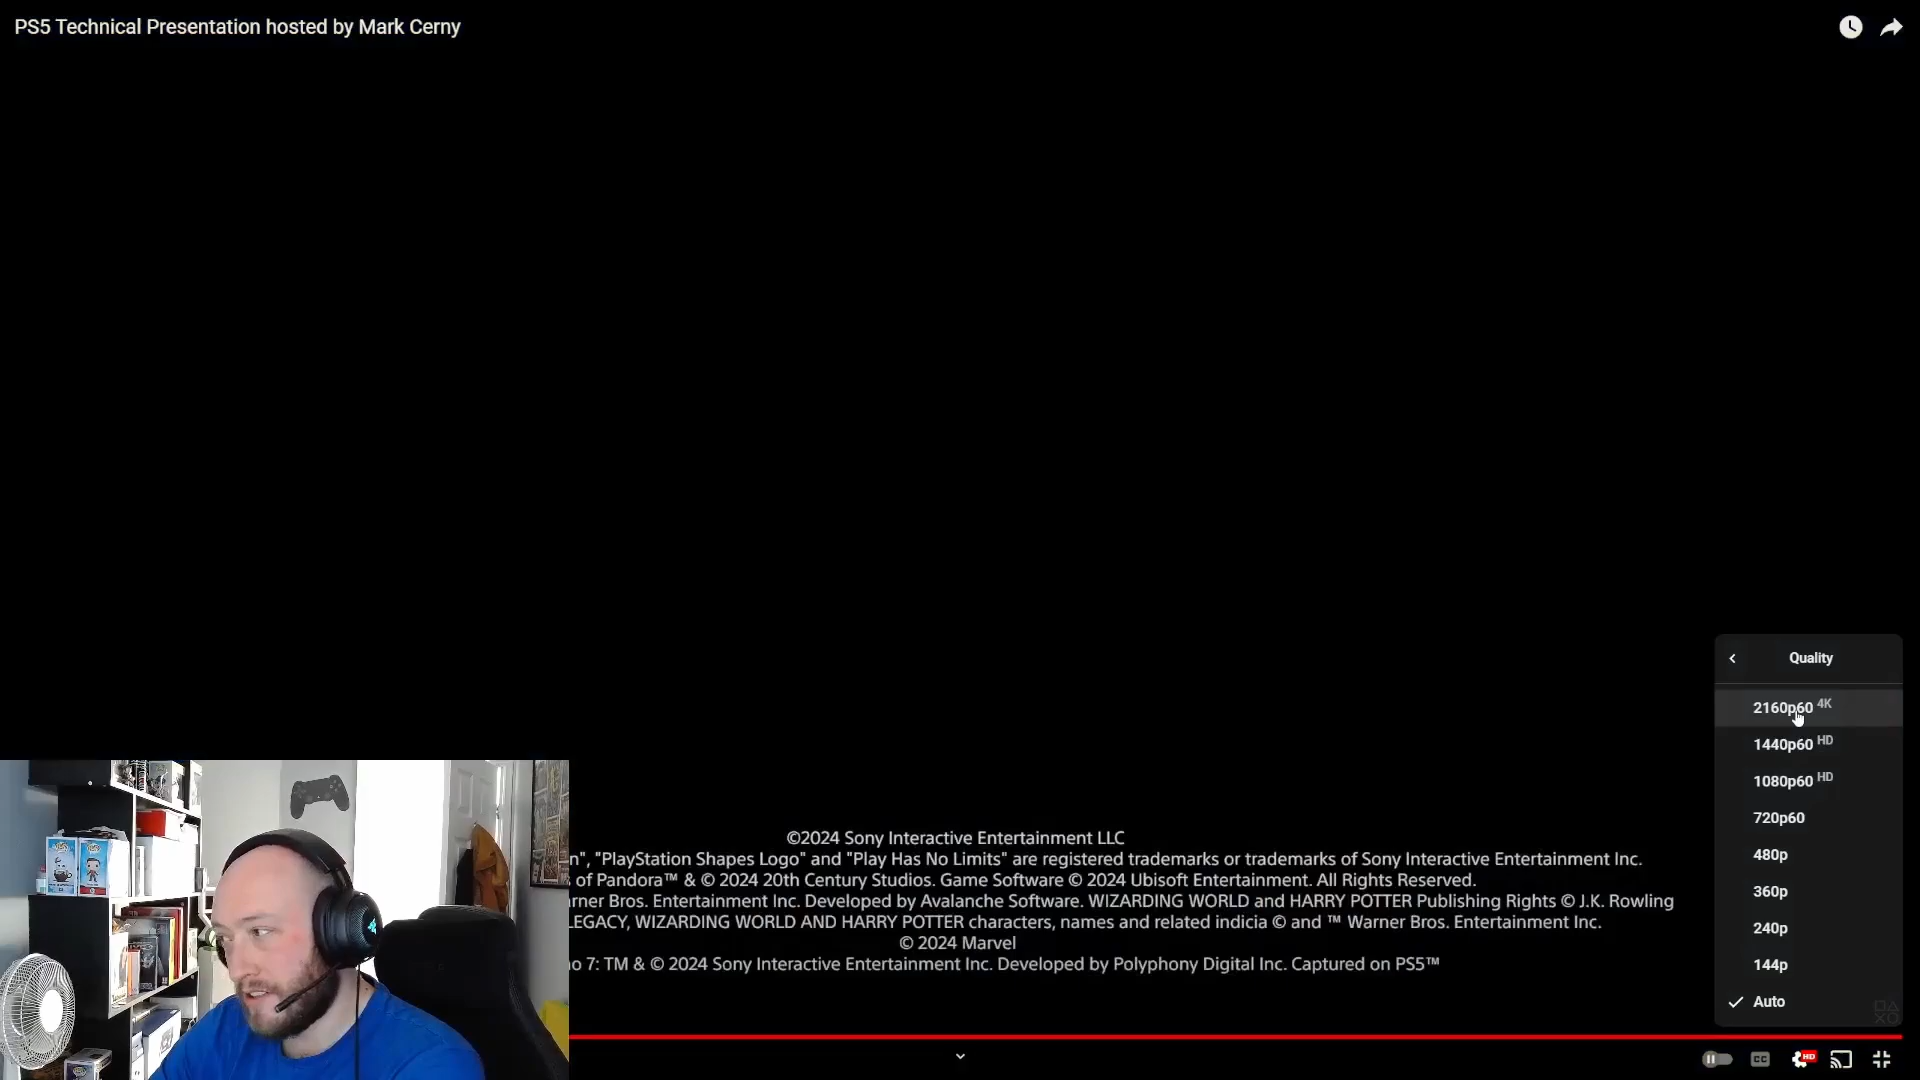 PS5 Technical Presentation hosted by Mark Cerny
Quality
2160p60 4K
1440p60 HD
1080p60 HD
720p60
480p
360p
240p
144p
Auto
©2024 Sony Interactive Entertainment LLC
n", "PlayStation Shapes Logo" and "Play Has No Limits" are registered trademarks or trademarks of Sony Interactive Entertainment Inc.
of Pandora™ & © 2024 20th Century Studios. Game Software © 2024 Ubisoft Entertainment. All Rights Reserved.
rner Bros. Entertainment Inc. Developed by Avalanche Software. WIZARDING WORLD and HARRY POTTER Publishing Rights © J.K. Rowling
LEGACY, WIZARDING WORLD AND HARRY POTTER characters, names and related indicia © and ™ Warner Bros. Entertainment Inc.
© 2024 Marvel
o 7: TM & © 2024 Sony Interactive Entertainment Inc. Developed by Polyphony Digital Inc. Captured on PS5™
CC
HD